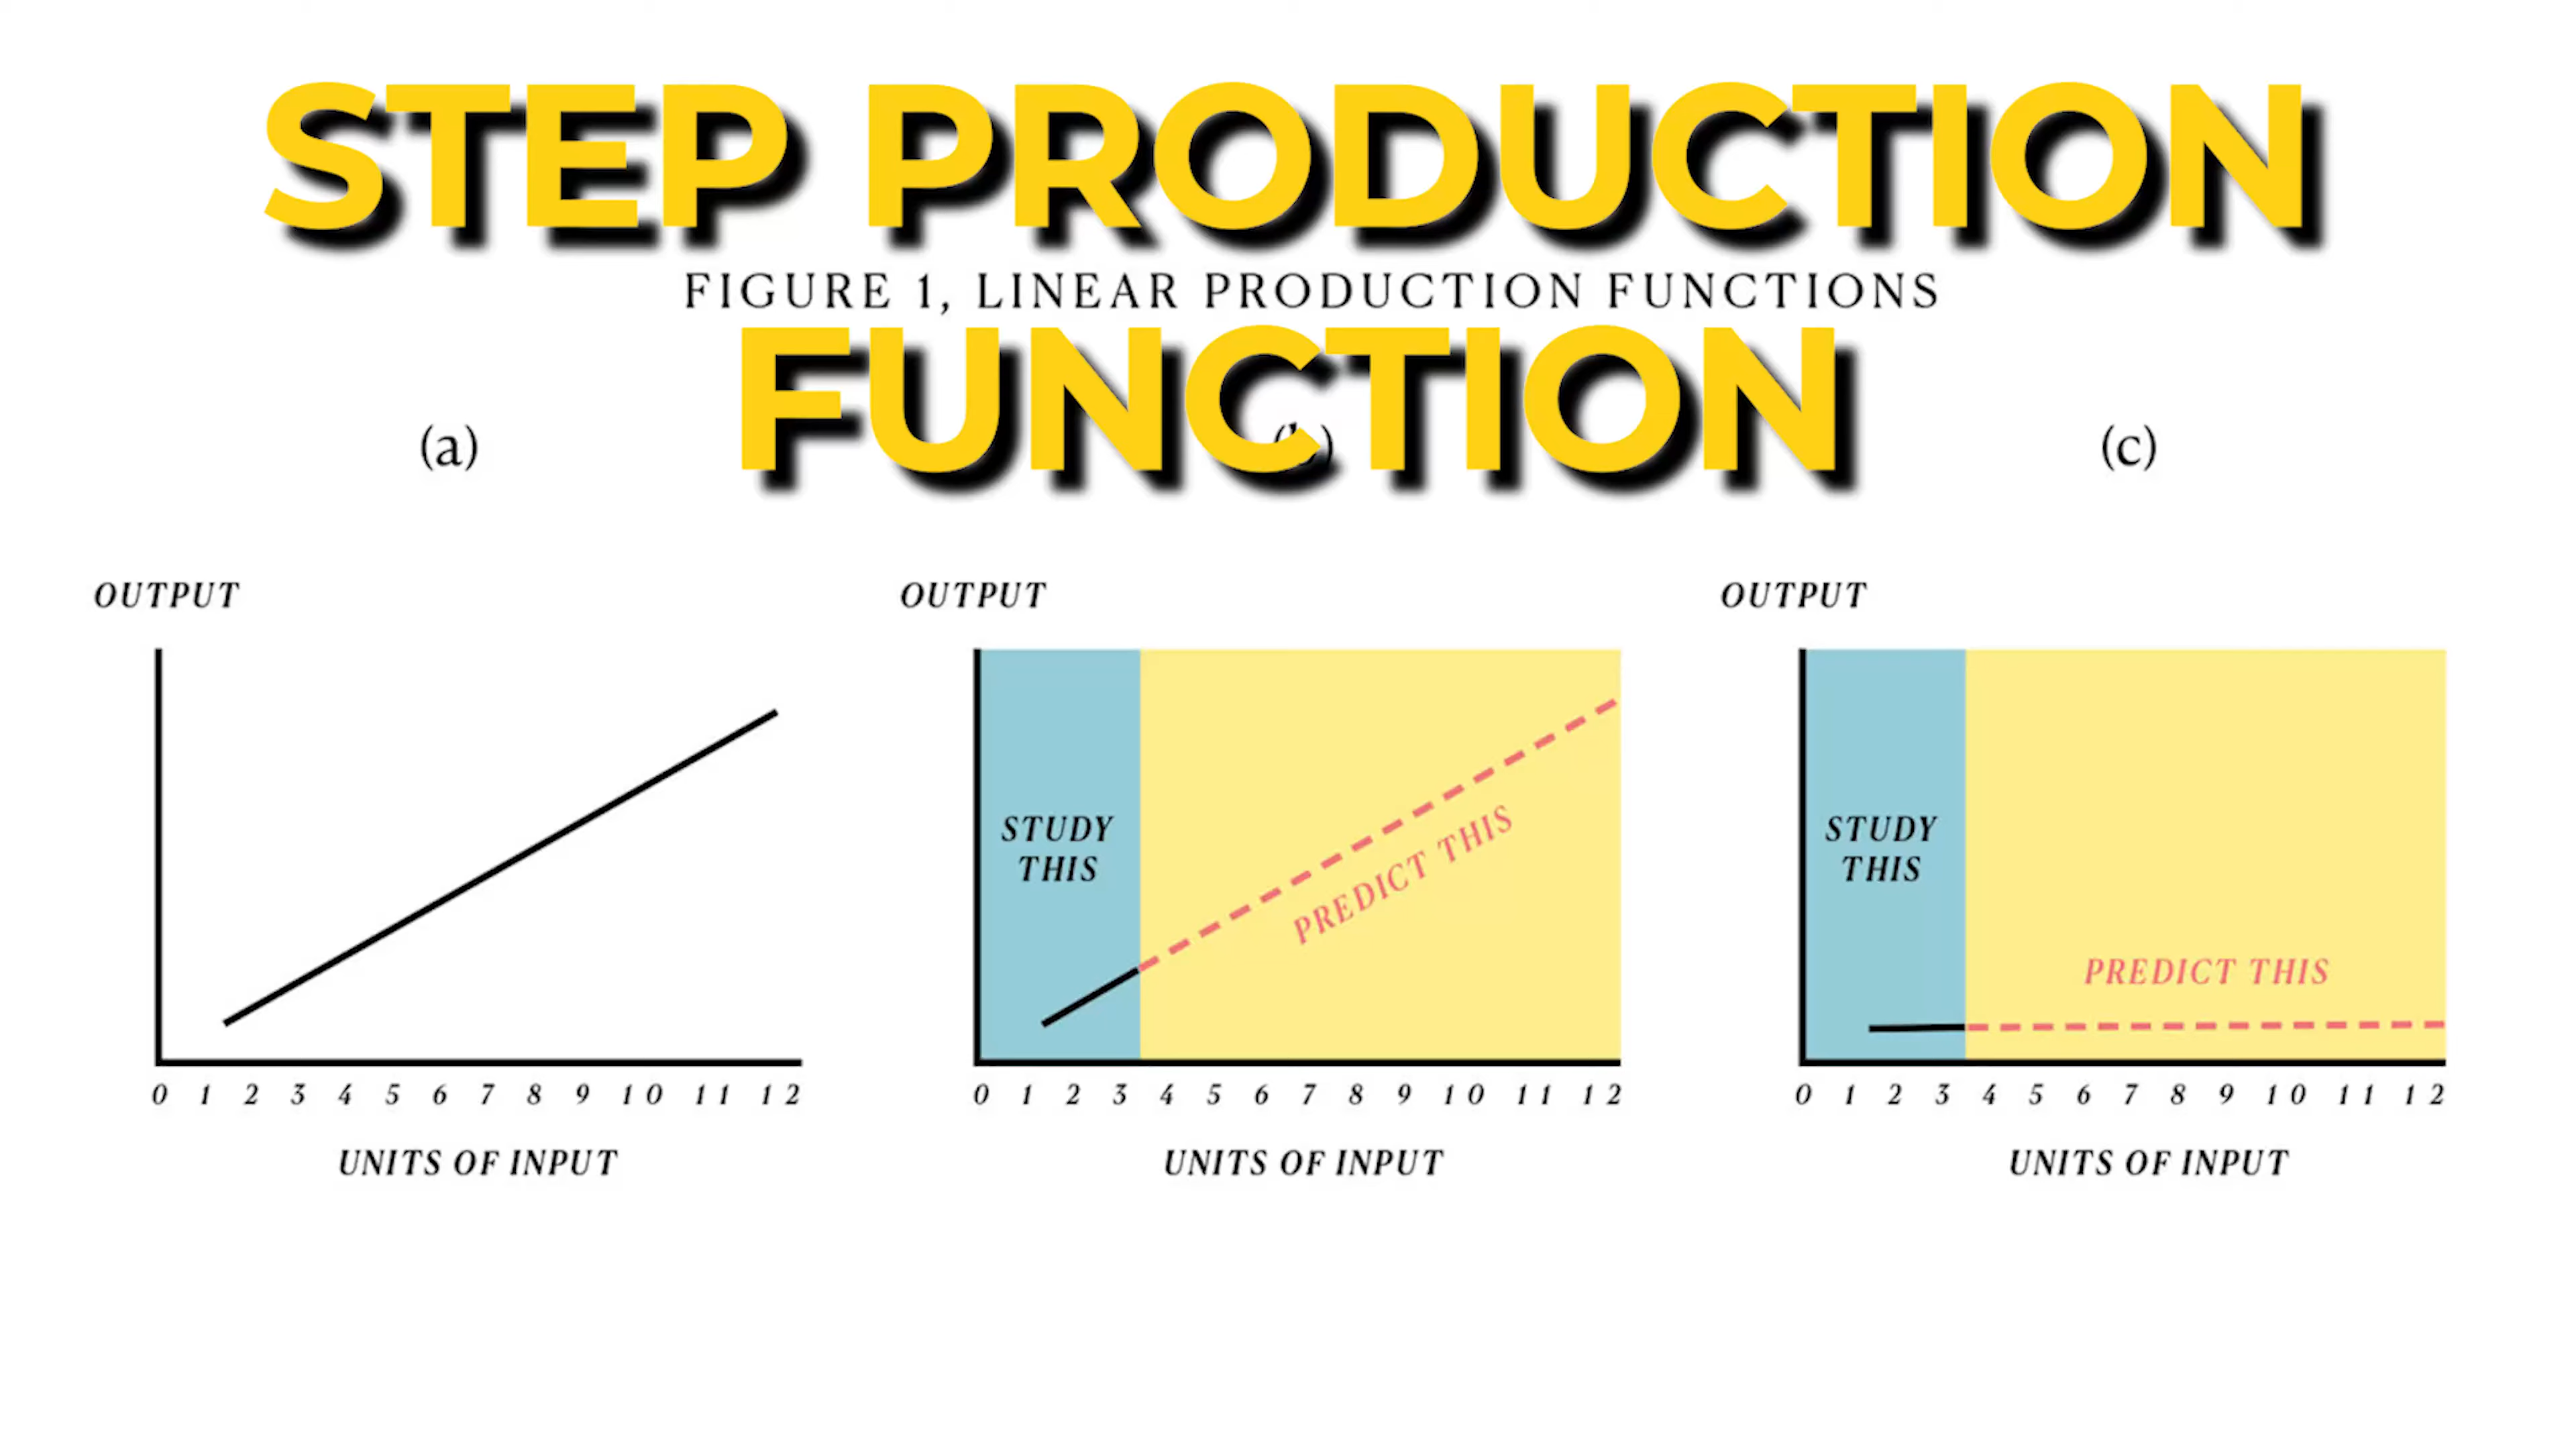 STEP PRODUCTION
FIGURE 1, LINEAR PRODUCTION FUNCTIONS
FUNCTION
(a)
(b)
(c)
OUTPUT
OUTPUT
OUTPUT
STUDY
THIS
PREDICT THIS
STUDY
THIS
PREDICT THIS
0 1 2 3 4 5 6 7 8 9 10 11 12
0 1 2 3 4 5 6 7 8 9 10 11 12
0 1 2 3 4 5 6 7 8 9 10 11 12
UNITS OF INPUT
UNITS OF INPUT
UNITS OF INPUT